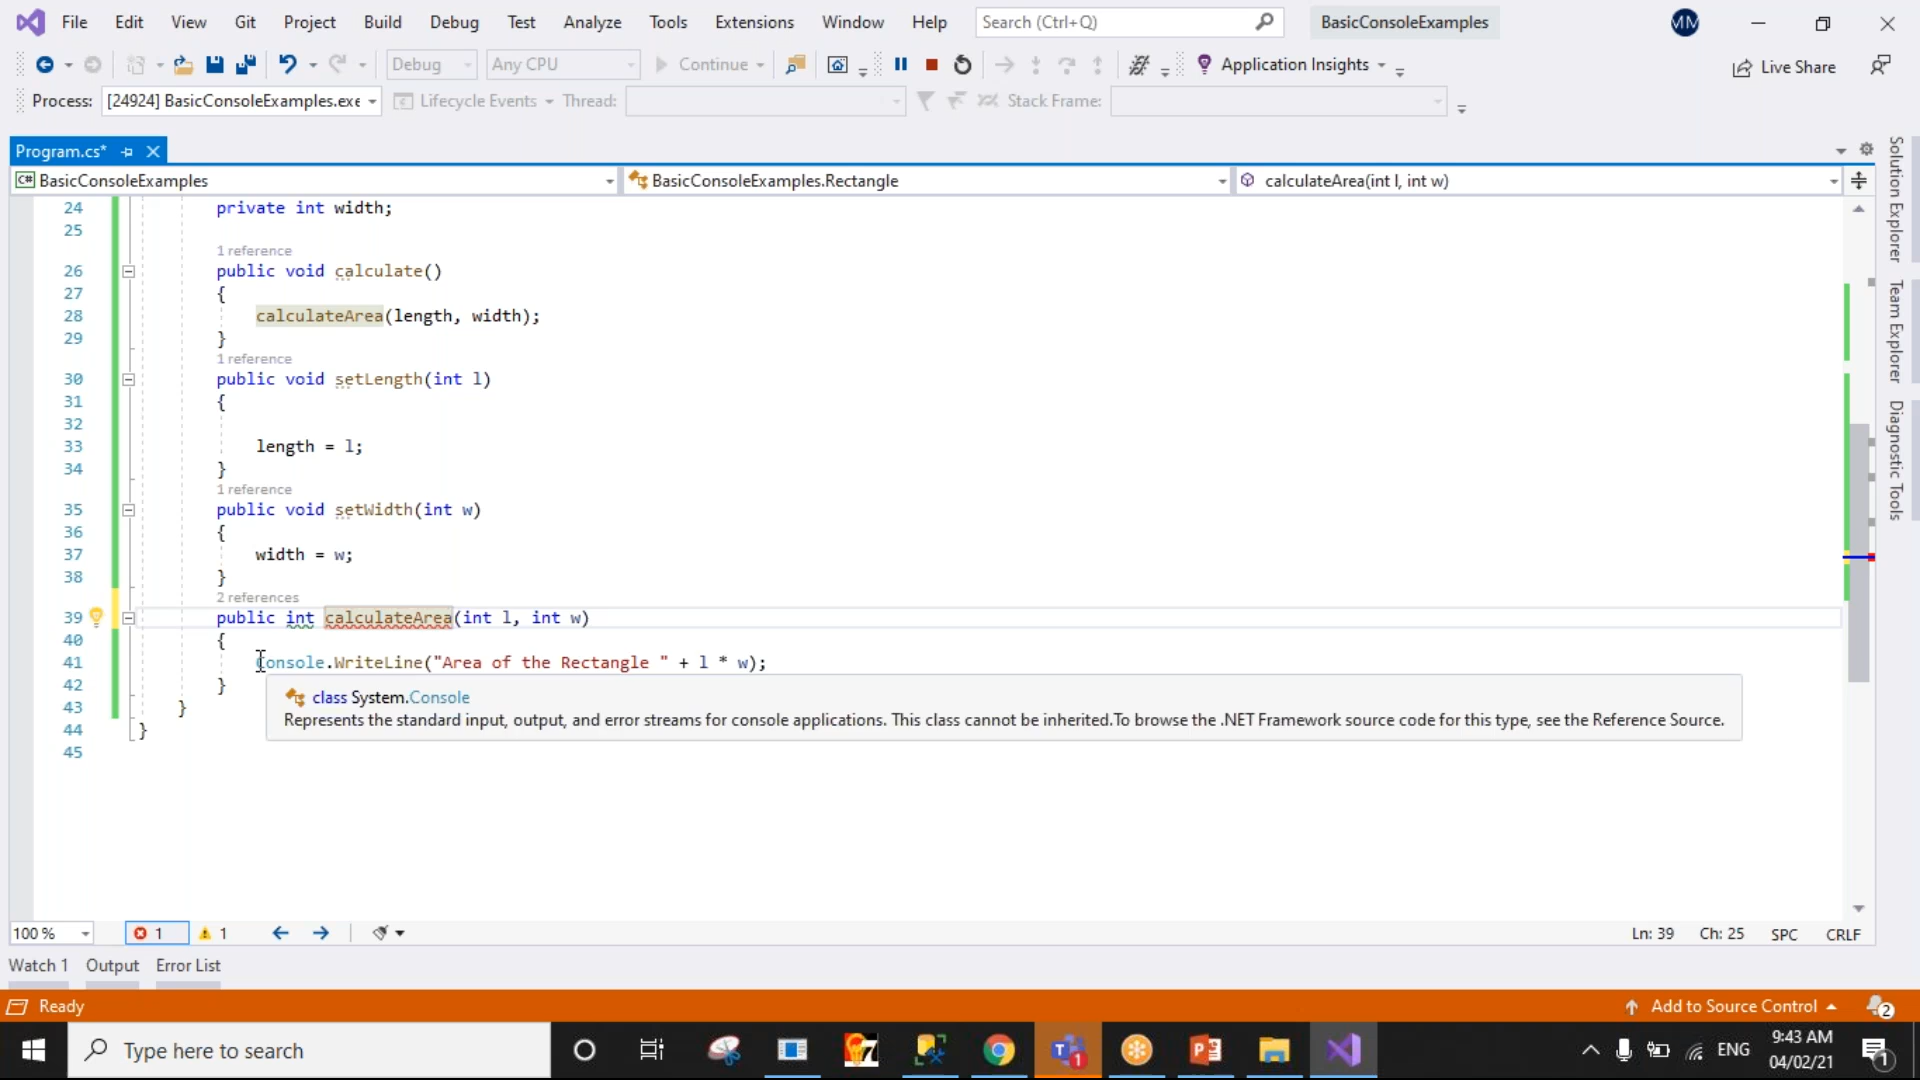 File Edit View Git Project Build Debug Test Analyze Tools Extensions Window Help Search (Ctrl+Q) BasicConsoleExamples MM
Debug Any CPU Continue Application Insights Live Share
Process: [24924] BasicConsoleExamples.exe Lifecycle Events Thread: Stack Frame:
Program.cs*
C# BasicConsoleExamples BasicConsoleExamples.Rectangle calculateArea(int l, int w)
24 private int width;
25
1 reference
26 public void calculate()
27 {
28 calculateArea(length, width);
29 }
1 reference
30 public void setLength(int l)
31 {
32
33 length = l;
34 }
1 reference
35 public void setWidth(int w)
36 {
37 width = w;
38 }
2 references
39 public int calculateArea(int l, int w)
40 {
41 Console.WriteLine("Area of the Rectangle " + l * w);
42 }
43 }
44 }
45
class System.Console
Represents the standard input, output, and error streams for console applications. This class cannot be inherited.To browse the .NET Framework source code for this type, see the Reference Source.
Solution Explorer
Team Explorer
Diagnostic Tools
100 % 1 1 Ln: 39 Ch: 25 SPC CRLF
Watch 1 Output Error List
Ready Add to Source Control 2
Type here to search ENG 9:43 AM
04/02/21
1
1